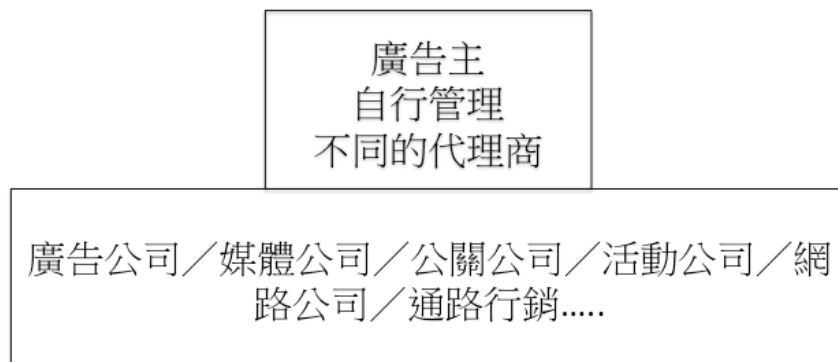 廣告主
自行管理
不同的代理商
廣告公司／媒體公司／公關公司／活動公司／網
路公司／通路行銷.....